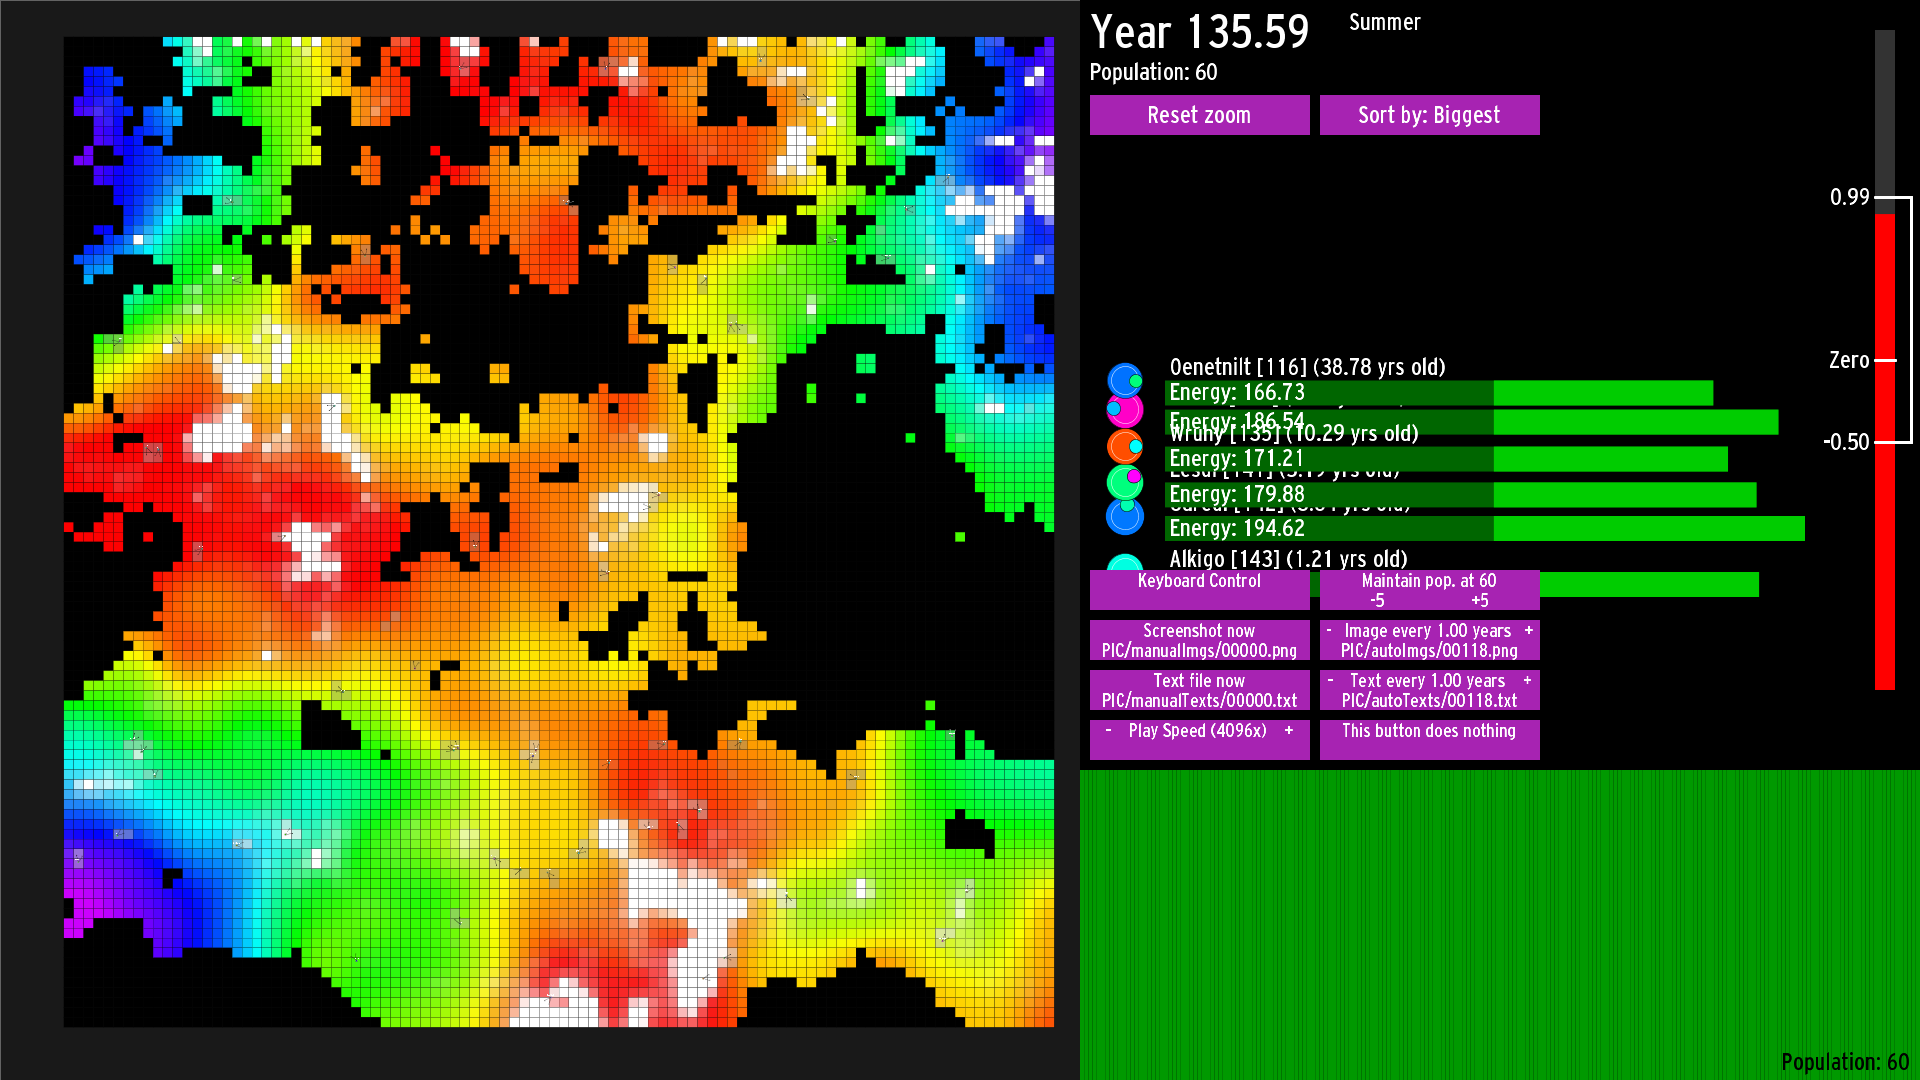 Year 135.59
Summer
Population: 60
Reset zoom
Sort by: Biggest
0.99
Zero
-0.50
Oenetnilt [116] (38.78 yrs old)
Energy: 166.73
Energy: 186.54
Wruhy [135] (10.29 yrs old)
Energy: 171.21
Energy: 179.88
Energy: 194.62
Alkigo [143] (1.21 yrs old)
Keyboard Control
Maintain pop. at 60
-5 +5
Screenshot now
PIC/manualImgs/00000.png
- Image every 1.00 years +
PIC/autoImgs/00118.png
Text file now
PIC/manualTexts/00000.txt
- Text every 1.00 years +
PIC/autoTexts/00118.txt
- Play Speed (4096x) +
This button does nothing
Population: 60